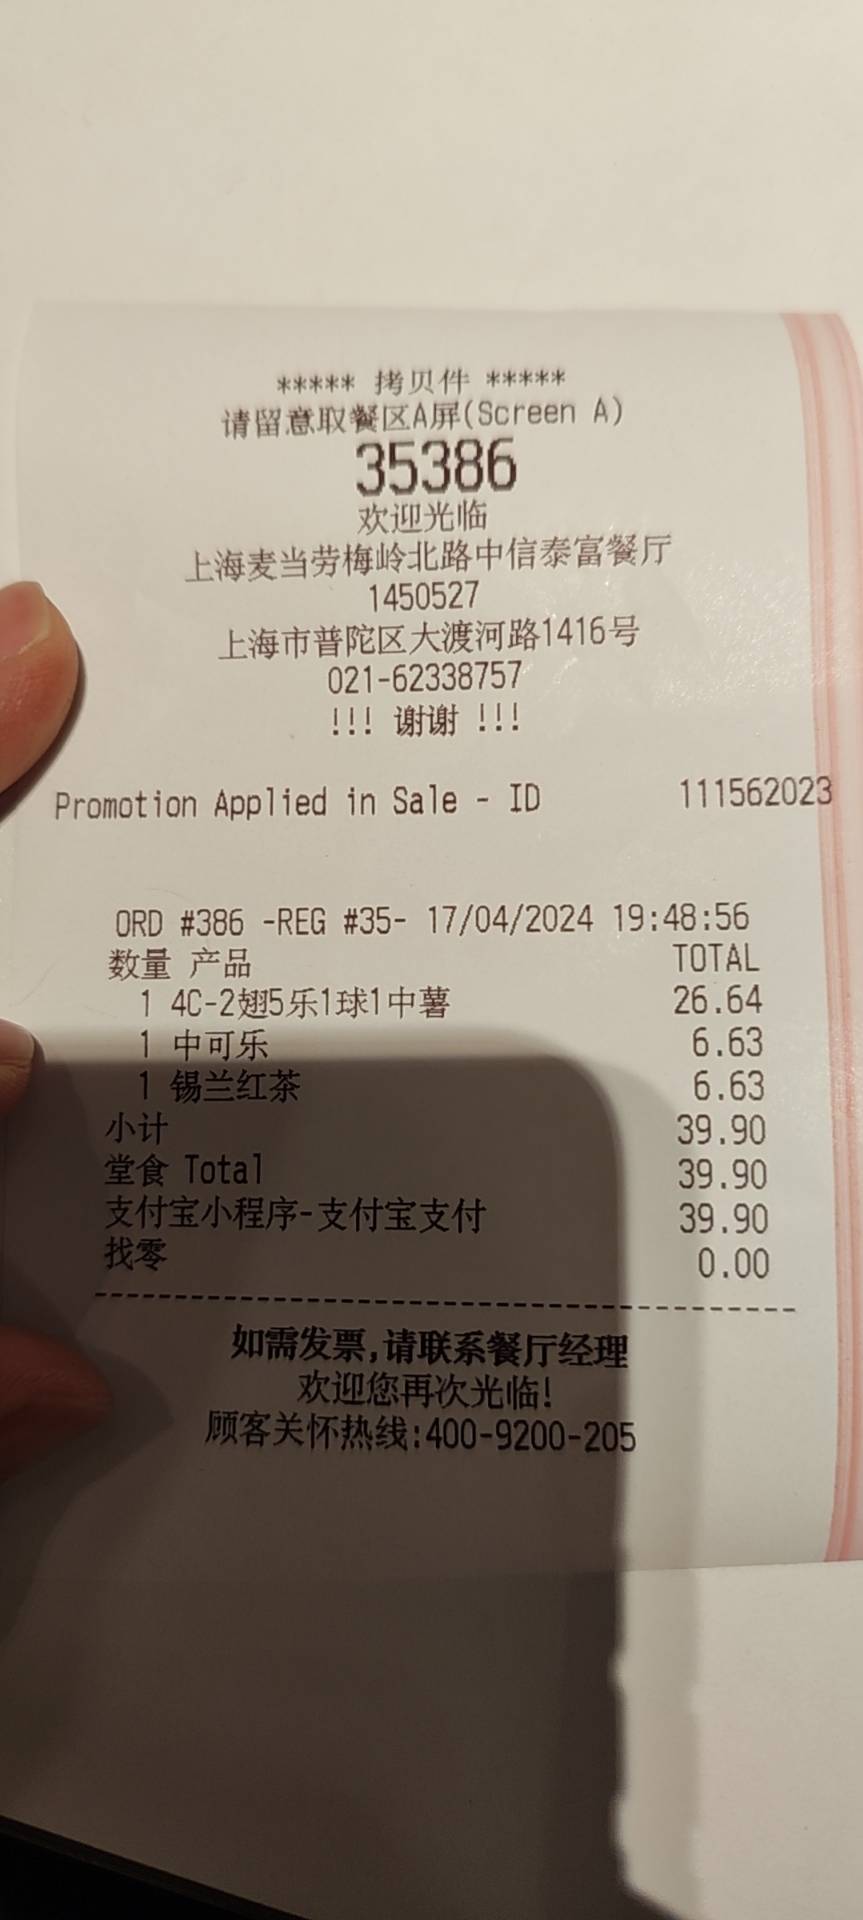 ***** 拷贝件 *****
请留意取餐区A屏(Screen A)
35386
欢迎光临
上海麦当劳梅岭北路中信泰富餐厅
1450527
上海市普陀区大渡河路1416号
021-62338757
!!! 谢谢 !!!
Promotion Applied in Sale - ID 111562023
ORD #386 -REG #35- 17/04/2024 19:48:56
数量 产品 TOTAL
1 4C-2翅5乐1球1中薯 26.64
1 中可乐 6.63
1 锡兰红茶 6.63
小计 39.90
堂食 Total 39.90
支付宝小程序-支付宝支付 39.90
找零 0.00
如需发票,请联系餐厅经理
欢迎您再次光临!
顾客关怀热线:400-9200-205